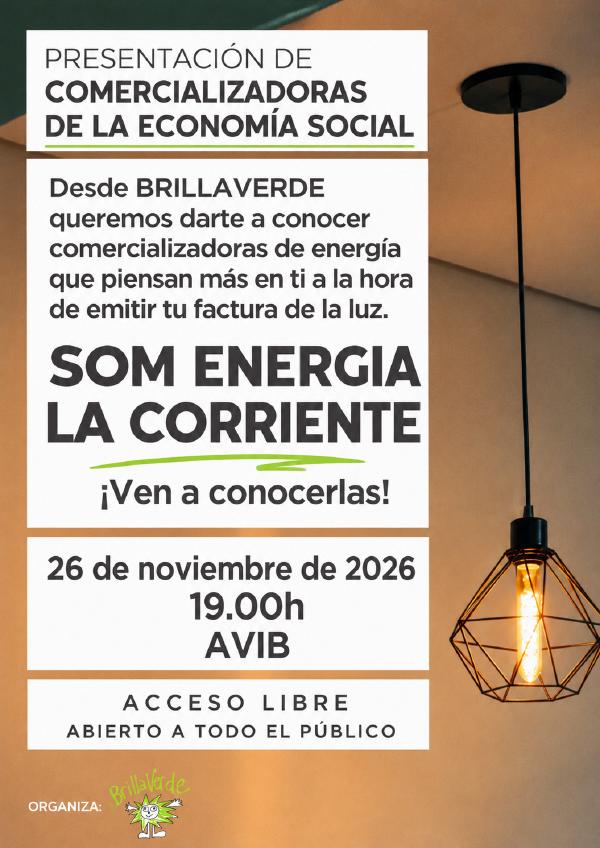 PRESENTACIÓN DE
COMERCIALIZADORAS
DE LA ECONOMÍA SOCIAL
Desde BRILLAVERDE
queremos darte a conocer
comercializadoras de energía
que piensan más en ti a la hora
de emitir tu factura de la luz.
SOM ENERGIA
LA CORRIENTE
¡Ven a conocerlas!
26 de noviembre de 2026
19.00h
AVIB
ACCESO LIBRE
ABIERTO A TODO EL PÚBLICO
ORGANIZA:
BrillaVerde